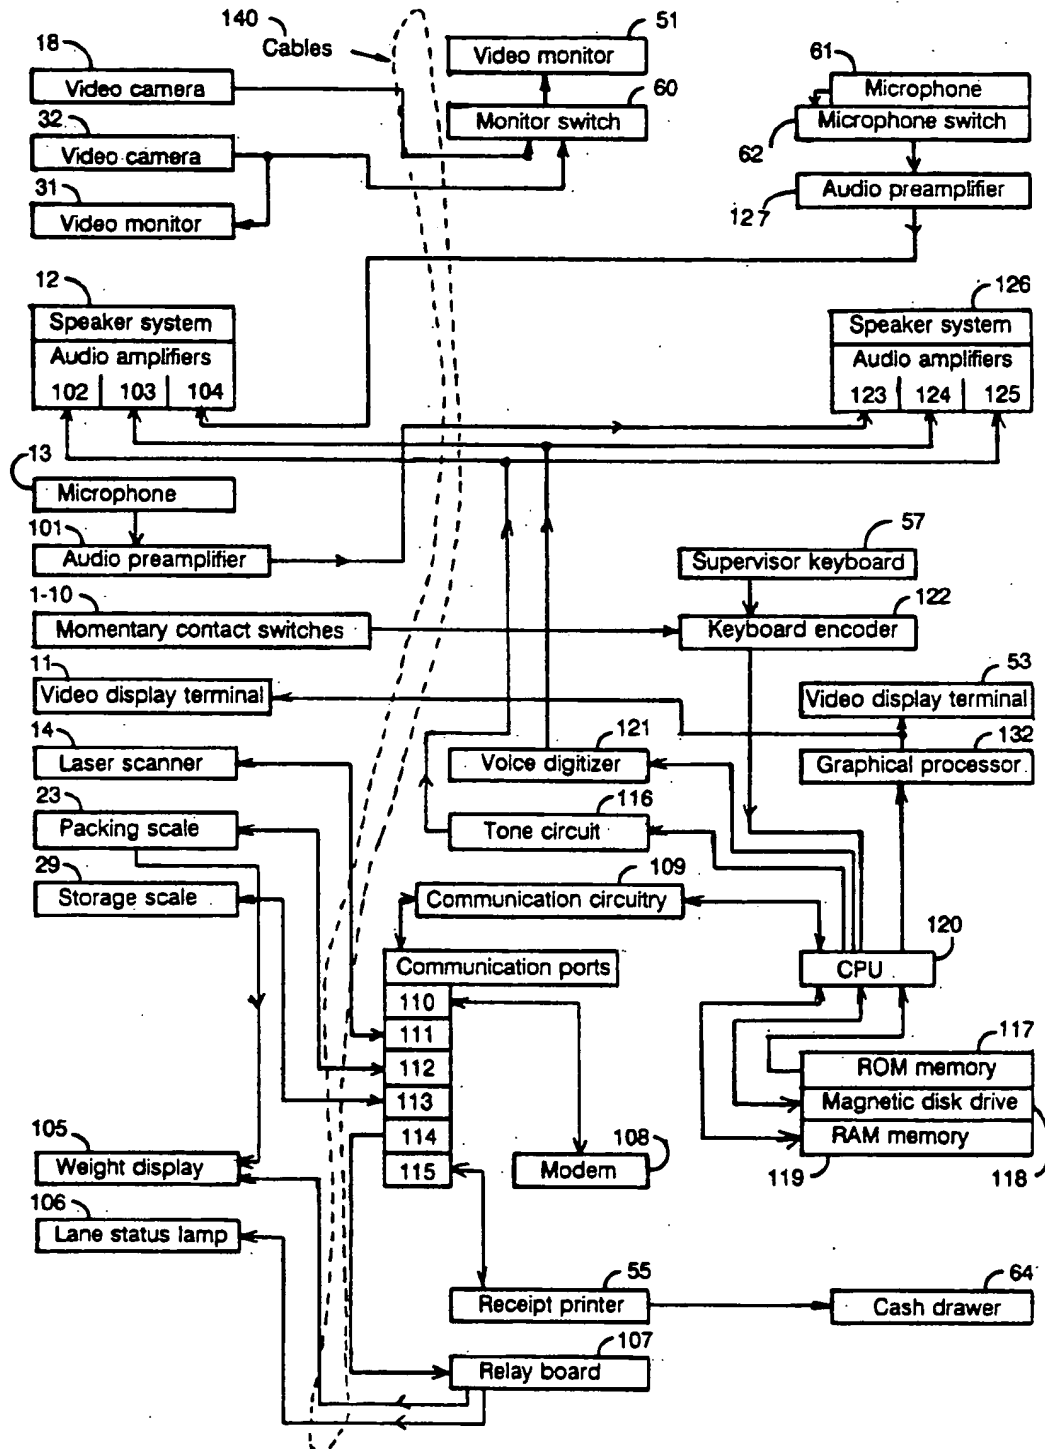 140
Cables
51
Video monitor
18
Video camera
60
Monitor switch
61
Microphone
Microphone switch
62
32
Video camera
31
Video monitor
Audio preamplifier
127
12
Speaker system
Audio amplifiers
102 103 104
126
Speaker system
Audio amplifiers
123 124 125
13
Microphone
101
Audio preamplifier
57
Supervisor keyboard
1-10
Momentary contact switches
122
Keyboard encoder
11
Video display terminal
53
Video display terminal
14
Laser scanner
121
Voice digitizer
132
Graphical processor
23
Packing scale
116
Tone circuit
29
Storage scale
109
Communication circuitry
120
CPU
Communication ports
110
111
112
113
114
115
117
ROM memory
Magnetic disk drive
RAM memory
119
118
105
Weight display
108
Modem
106
Lane status lamp
55
Receipt printer
64
Cash drawer
107
Relay board